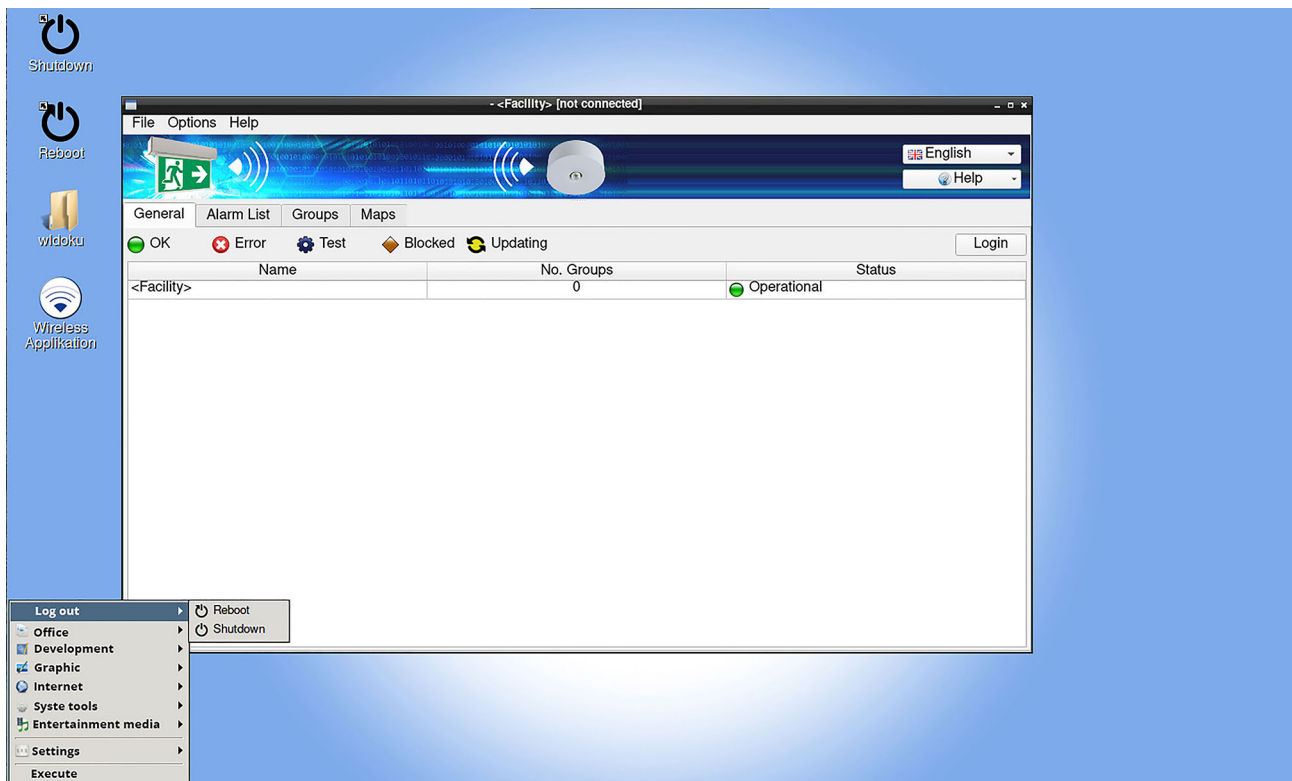 Shutdown
Reboot
widoku
Wireless
Applikation
- <Facility> [not connected]
File Options Help
English
Help
General Alarm List Groups Maps
OK Error Test Blocked Updating Login
Name No. Groups Status
<Facility> 0 Operational
Log out
Reboot
Shutdown
Office
Development
Graphic
Internet
Syste tools
Entertainment media
Settings
Execute